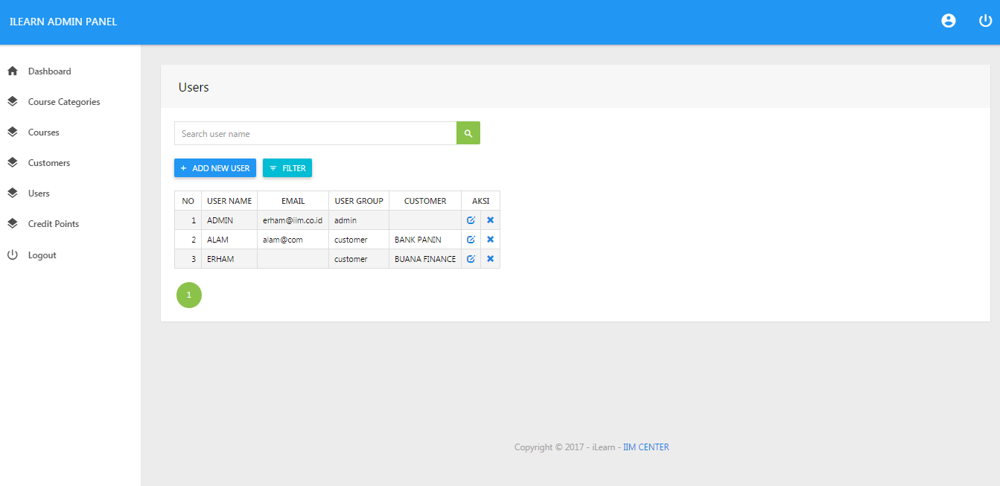 ILEARN ADMIN PANEL
Dashboard
Course Categories
Courses
Customers
Users
Credit Points
Logout
Users
Search user name
+ ADD NEW USER FILTER
NO USER NAME EMAIL USER GROUP CUSTOMER AKSI
1 ADMIN erham@iim.co.id admin
2 ALAM alam@com customer BANK PANIN
3 ERHAM customer BUANA FINANCE
1
Copyright © 2017 - iLearn - IIM CENTER